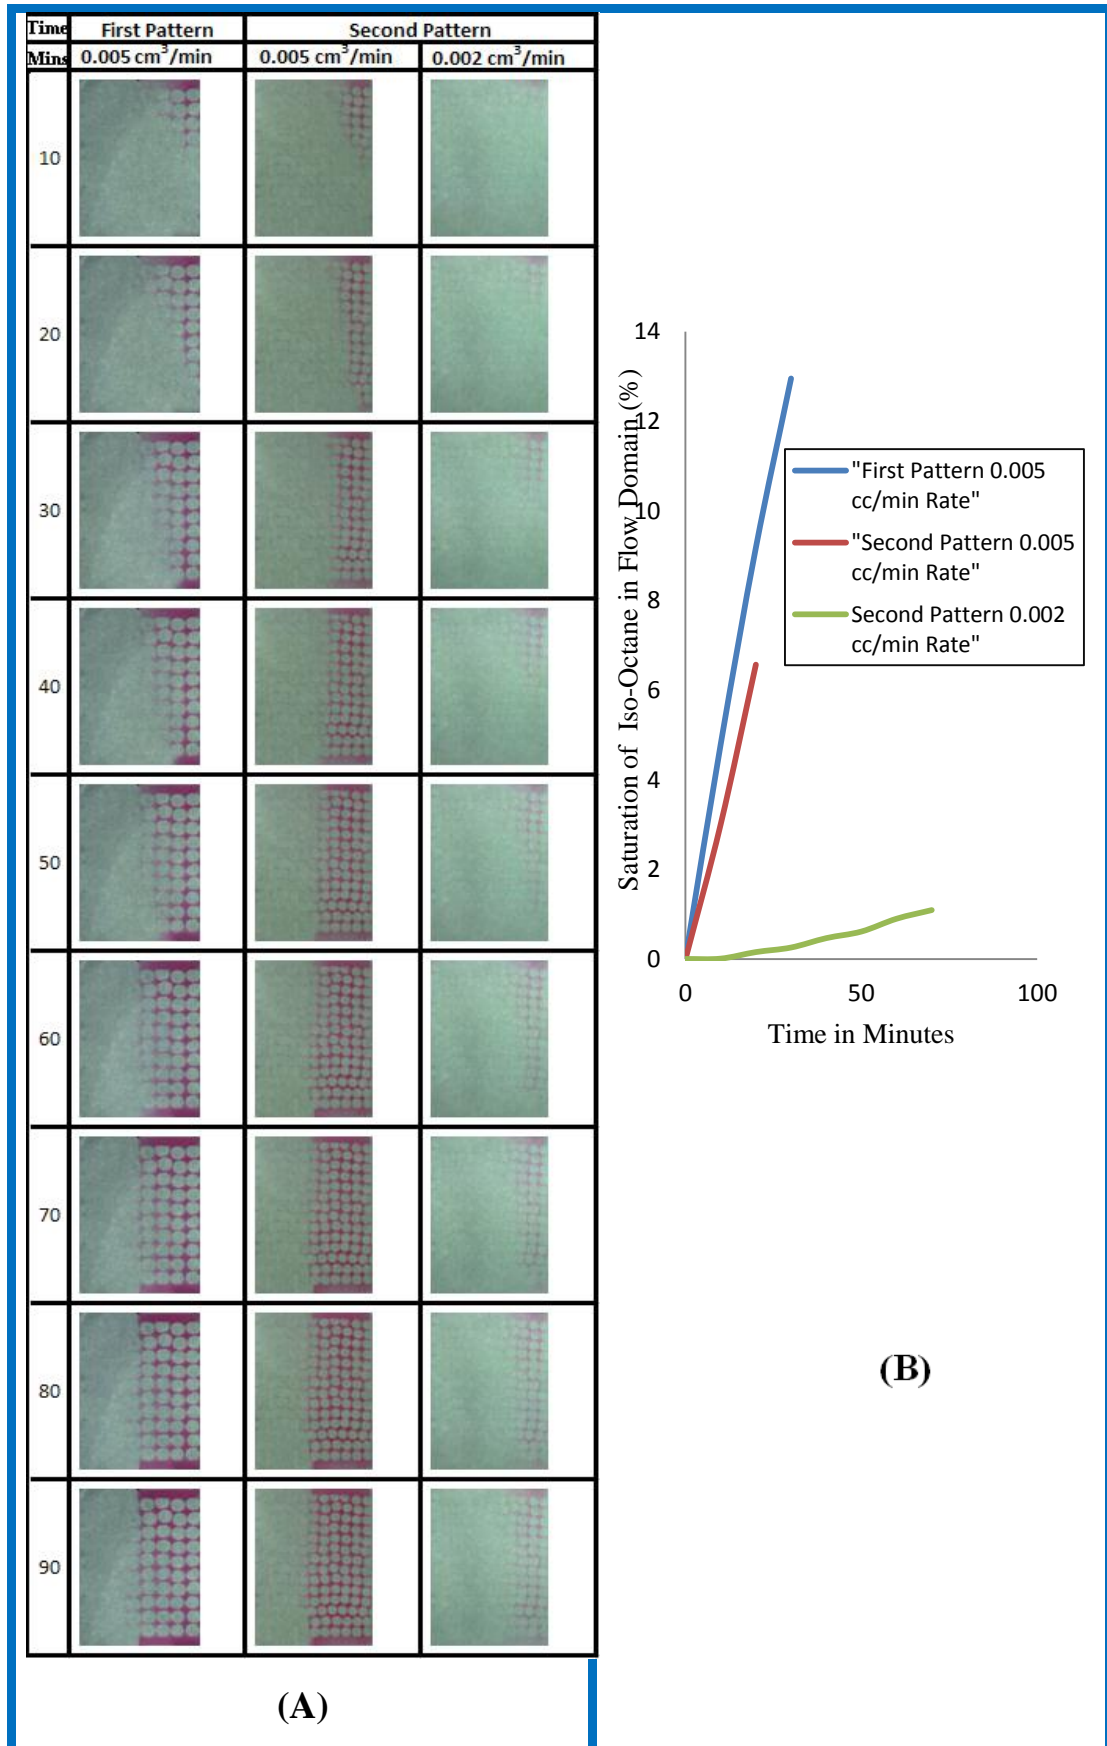 Time First Pattern Second Pattern
Mins 0.005 cm³/min 0.005 cm³/min 0.002 cm³/min
10
20
30
40
50
60
70
80
90
(A)
Saturation of Iso-Octane in Flow Domain (%)
14
12
10
8
6
4
2
0
0 50 100
Time in Minutes
"First Pattern 0.005
cc/min Rate"
"Second Pattern 0.005
cc/min Rate"
Second Pattern 0.002
cc/min Rate"
(B)